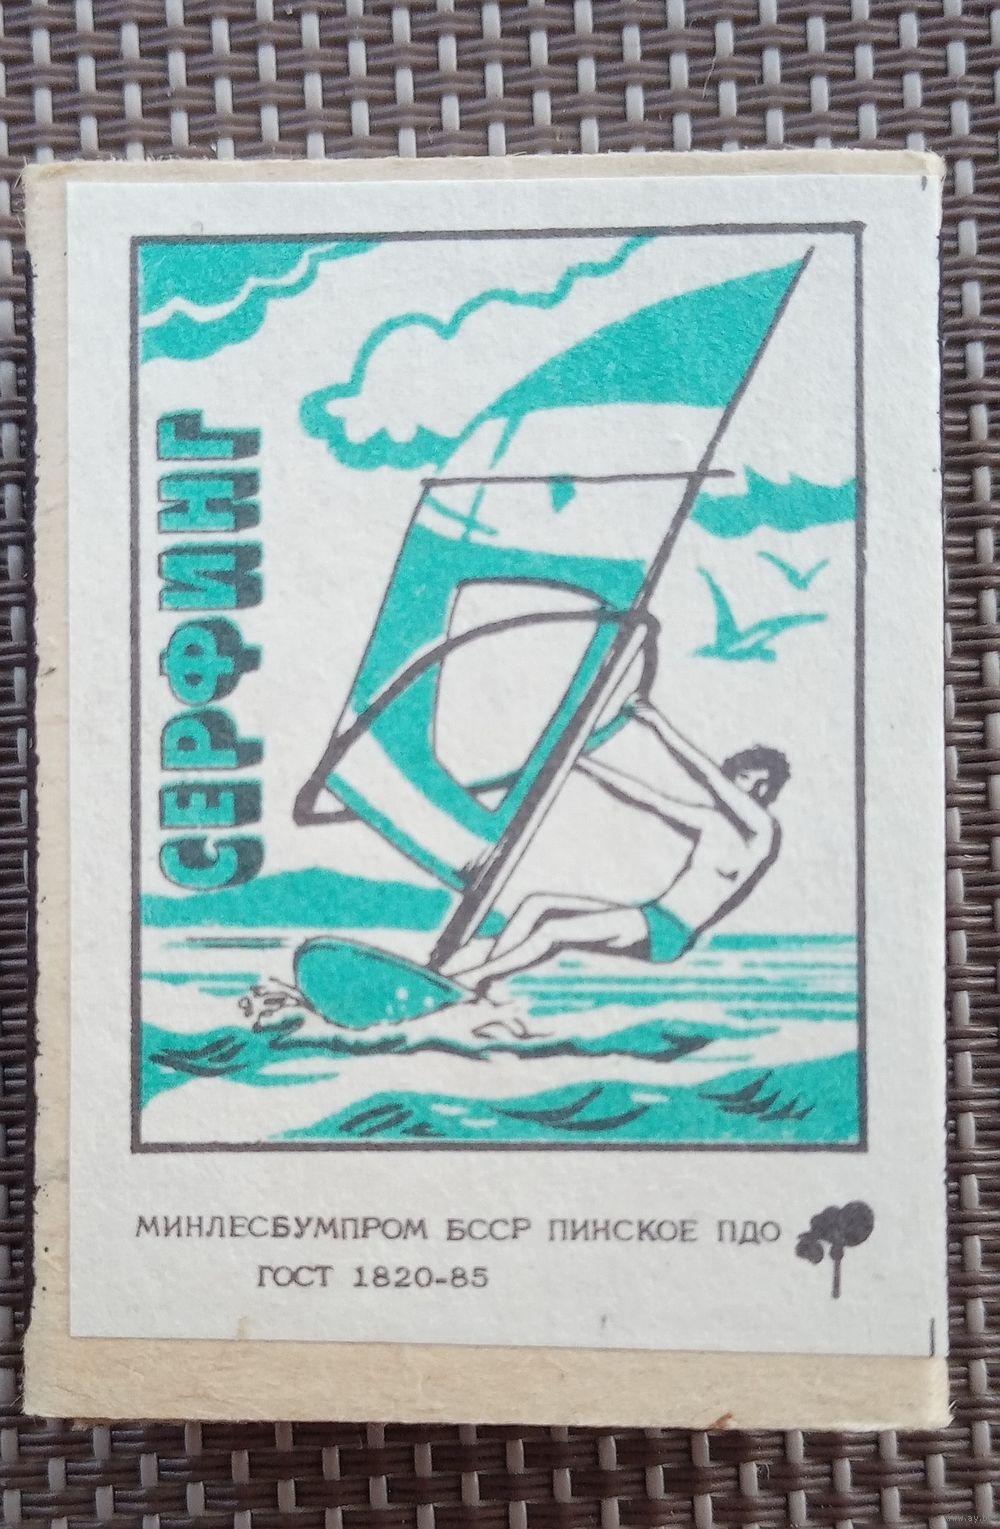 СЕРФИНГ
МИНЛЕСБУМПРОМ БССР ПИНСКОЕ ПДО
ГОСТ 1820-85